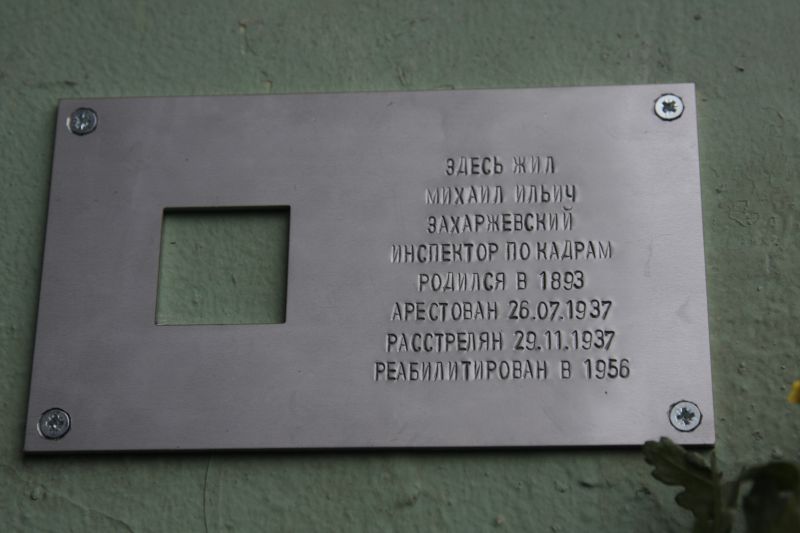 ЗДЕСЬ ЖИЛ
МИХАИЛ ИЛЬИЧ
ЗАХАРЖЕВСКИЙ
ИНСПЕКТОР ПО КАДРАМ
РОДИЛСЯ В 1893
АРЕСТОВАН 26.07.1937
РАССТРЕЛЯН 29.11.1937
РЕАБИЛИТИРОВАН В 1956